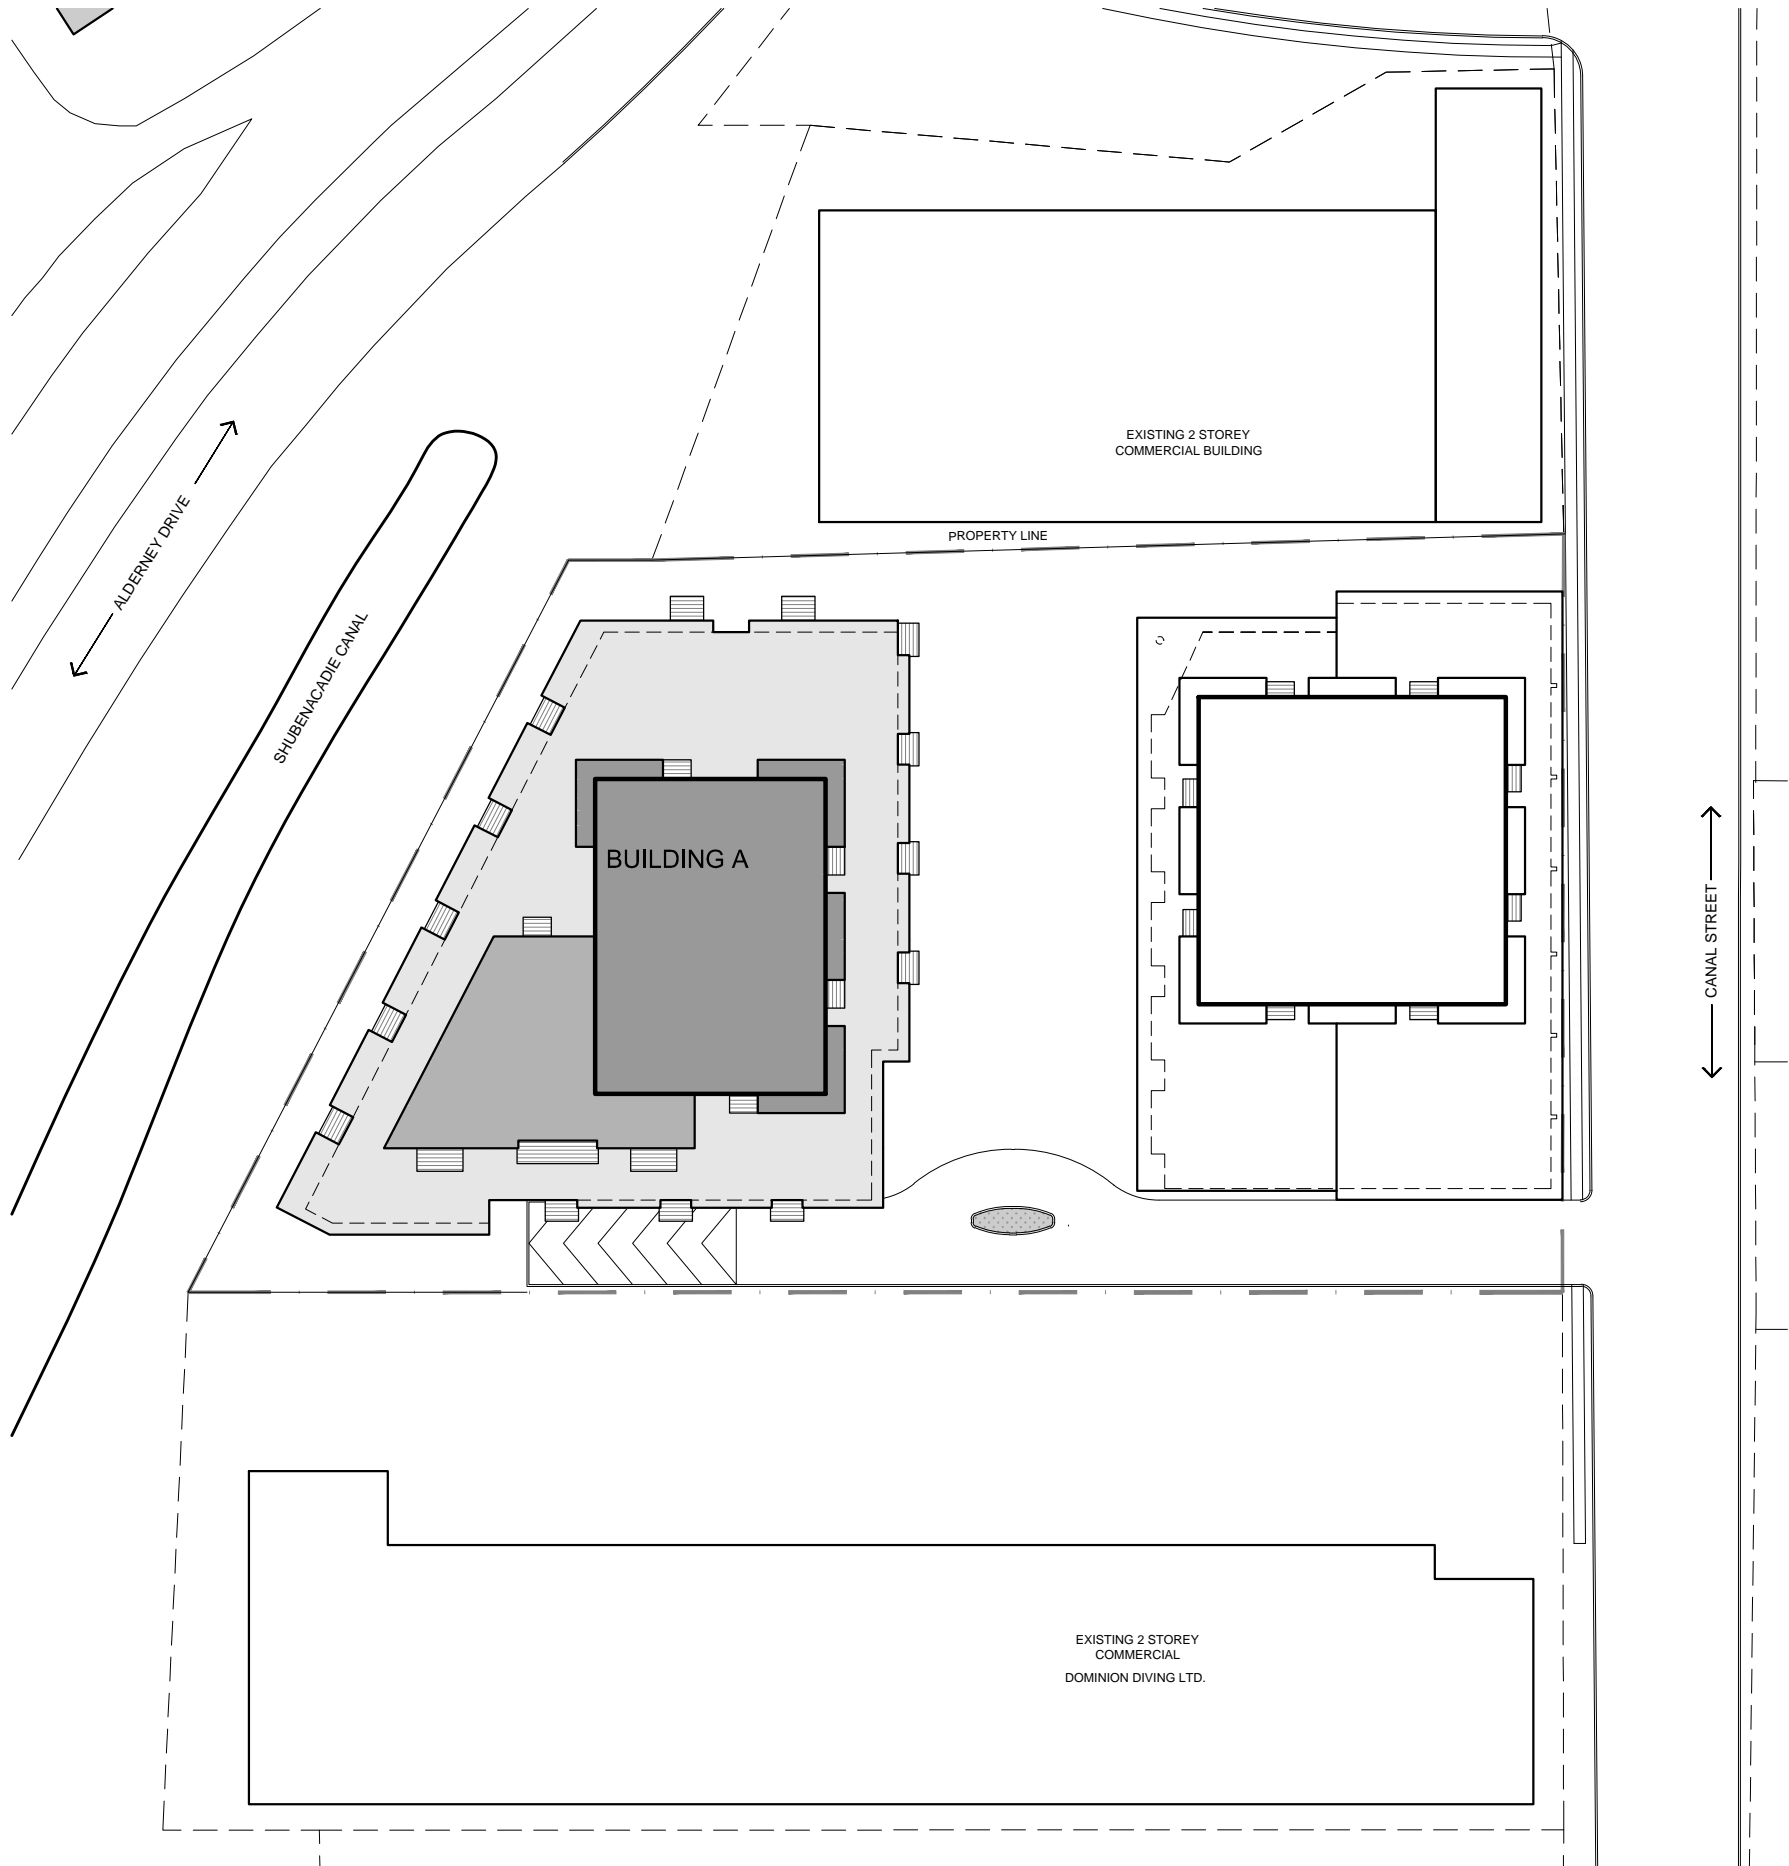 EXISTING 2 STOREY
COMMERCIAL BUILDING
PROPERTY LINE
ALDERNEY DRIVE
SHUBENACADIE CANAL
BUILDING A
CANAL STREET
EXISTING 2 STOREY
COMMERCIAL
DOMINION DIVING LTD.